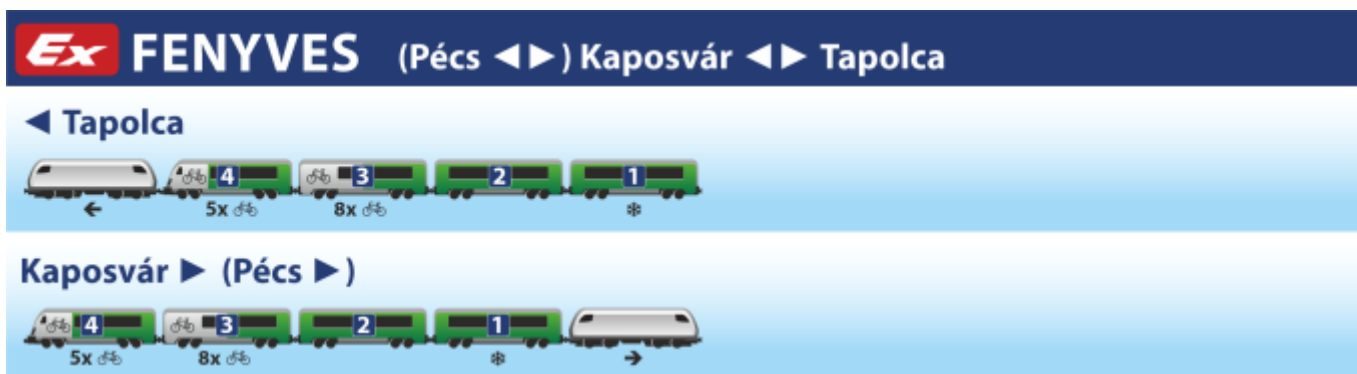 Ex FENYVES (Pécs ◄►) Kaposvár ◄► Tapolca
◄ Tapolca
4 3 2 1
← 5x 8x
Kaposvár ► (Pécs ►)
4 3 2 1
5x 8x →